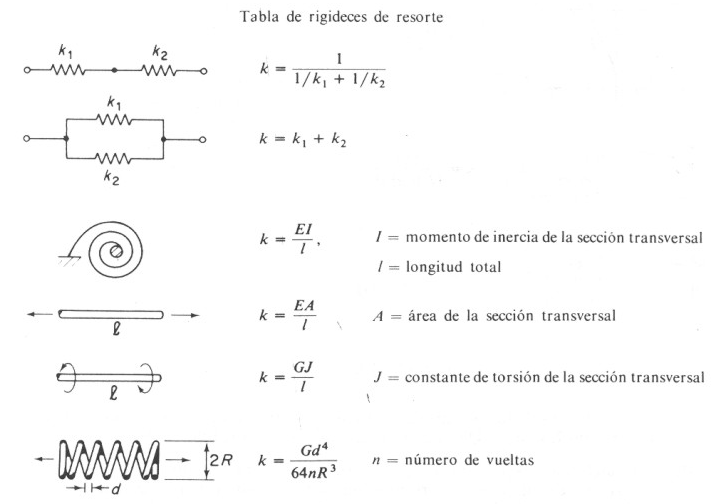 Tabla de rigideces de resorte
k₁ k₂ k = 1 / (1/k₁ + 1/k₂)
k₁
k = k₁ + k₂
k₂
k = EI/l, I = momento de inercia de la sección transversal
l = longitud total
ℓ k = EA/l A = área de la sección transversal
ℓ k = GJ/l J = constante de torsión de la sección transversal
2R k = Gd⁴/64nR³ n = número de vueltas
d